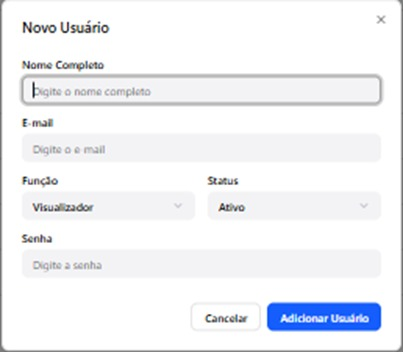 Novo Usuário
Nome Completo
Digite o nome completo
E-mail
Digite o e-mail
Função
Status
Visualizador
Ativo
Senha
Digite a senha
Cancelar
Adicionar Usuário